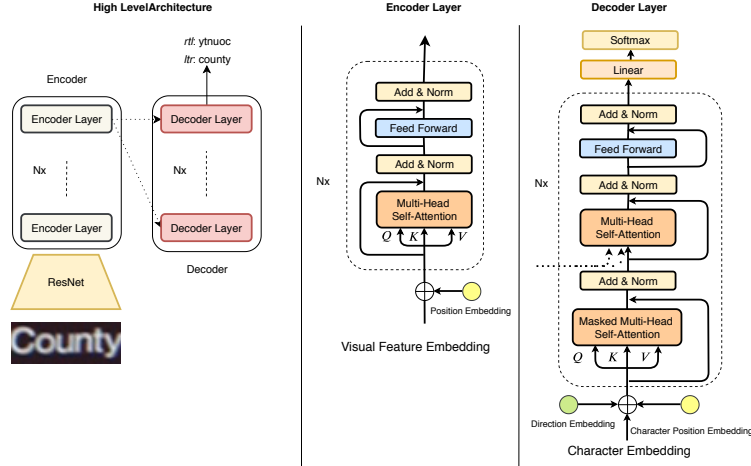 High LevelArchitecture
rtl: ytnuoc
ltr: county
Encoder
Encoder Layer
Decoder Layer
Nx
Nx
Encoder Layer
Decoder Layer
Decoder
ResNet
County
Encoder Layer
Add & Norm
Feed Forward
Add & Norm
Nx
Multi-Head
Self-Attention
Q K V
Position Embedding
Visual Feature Embedding
Decoder Layer
Softmax
Linear
Add & Norm
Feed Forward
Nx
Add & Norm
Multi-Head
Self-Attention
Add & Norm
Masked Multi-Head
Self-Attention
Q K V
Direction Embedding
Character Position Embedding
Character Embedding